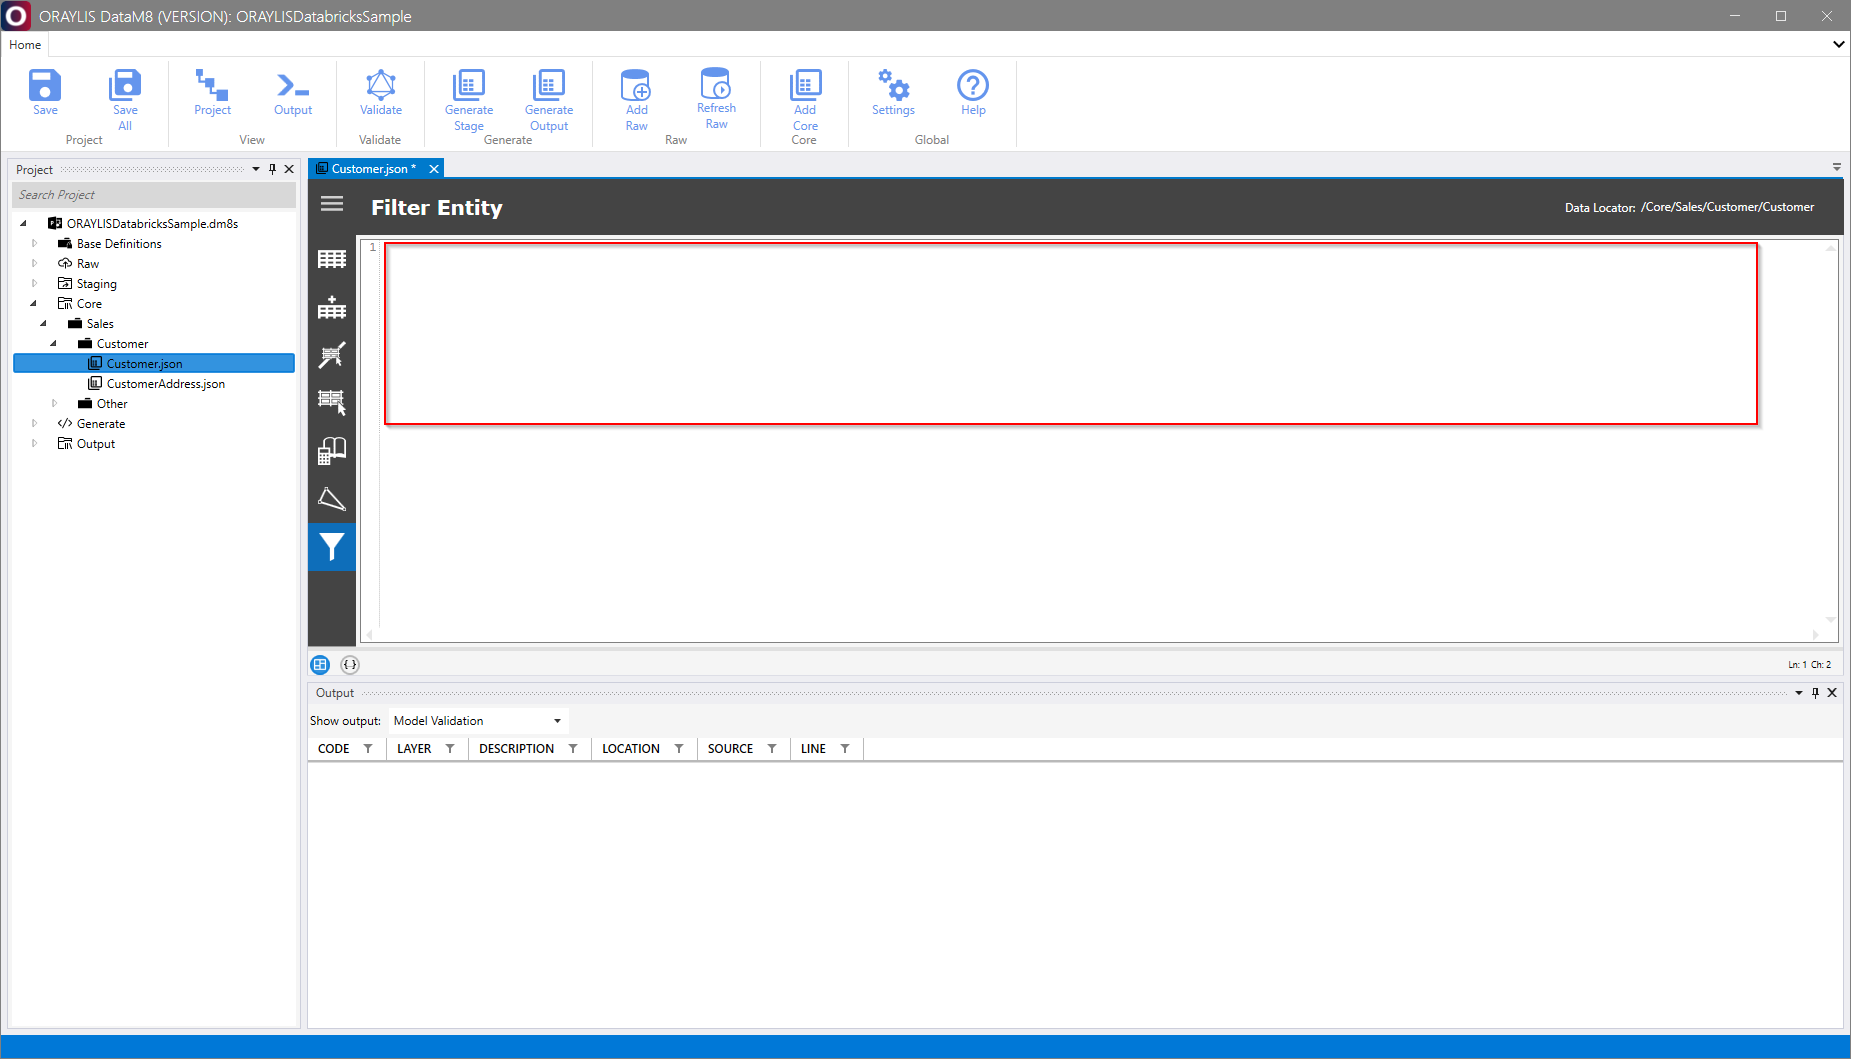 ORAYLIS DataM8 (VERSION): ORAYLISDatabricksSample
Home
Save
Save All
Project
Project
Output
View
Validate
Validate
Generate Stage
Generate Output
Generate
Add Raw
Refresh Raw
Raw
Add Core
Core
Settings
Help
Global
Project
Search Project
ORAYLISDatabricksSample.dm8s
Base Definitions
Raw
Staging
Core
Sales
Customer
Customer.json
CustomerAddress.json
Other
Generate
Output
Customer.json *
Filter Entity
Data Locator: /Core/Sales/Customer/Customer
1
Ln: 1 Ch: 2
Output
Show output: Model Validation
CODE LAYER DESCRIPTION LOCATION SOURCE LINE